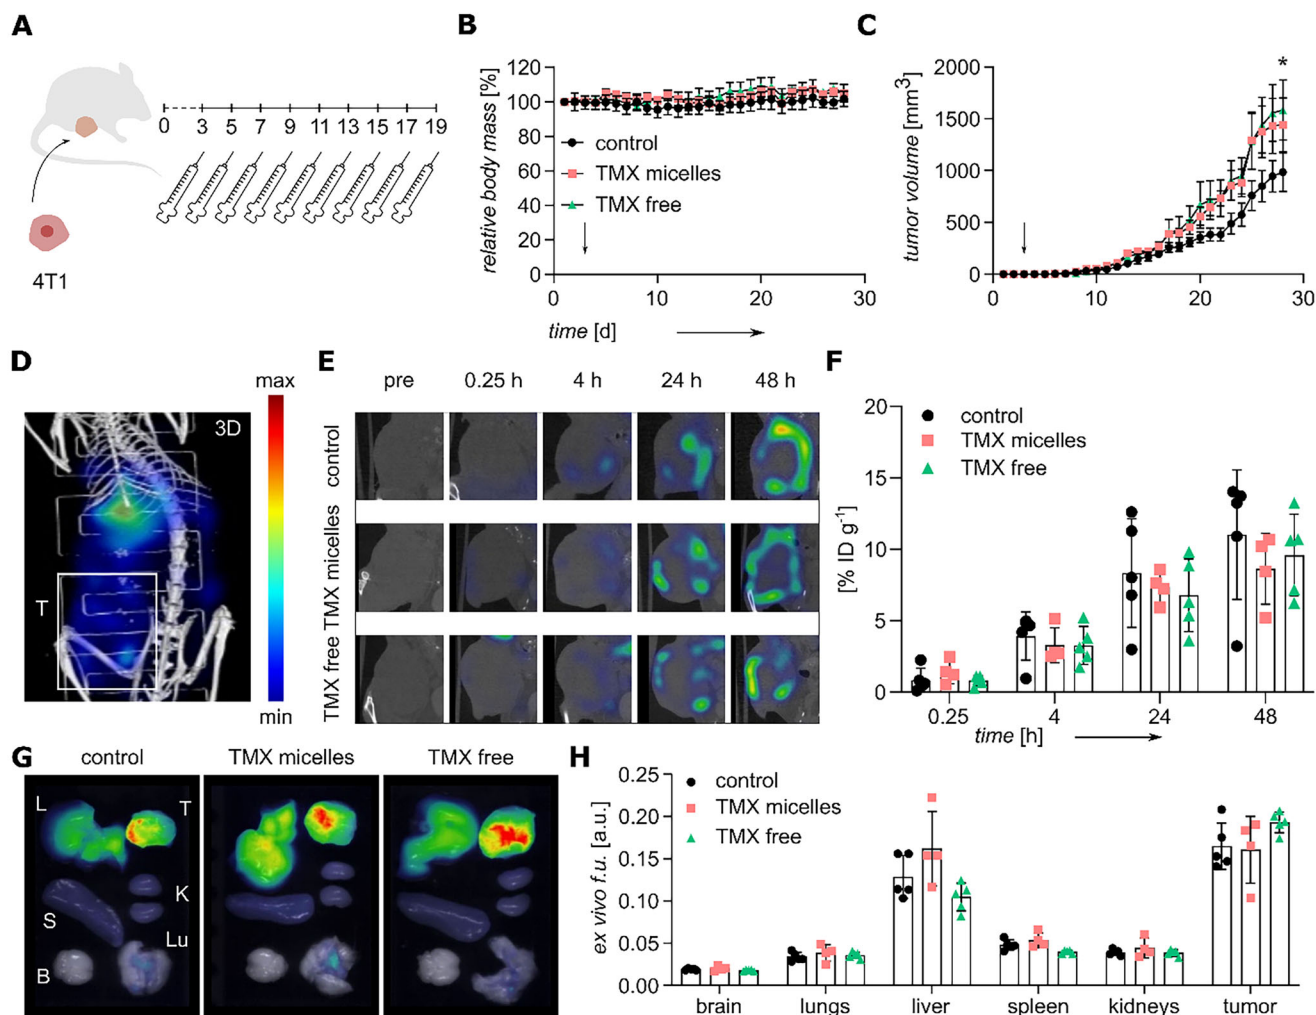 A
0 3 5 7 9 11 13 15 17 19
4T1
B
relative body mass [%]
120
100
80
60
40
20
0
control
TMX micelles
TMX free
0 10 20 30
time [d]
C
tumor volume [mm³]
2000
1500
1000
500
0
*
0 10 20 30
D
max
3D
T
min
E
pre 0.25 h 4 h 24 h 48 h
control
TMX micelles
TMX free
F
[% ID g⁻¹]
20
15
10
5
0
control
TMX micelles
TMX free
0.25 4 24 48
time [h]
G
control TMX micelles TMX free
L T
K
S
Lu
B
H
ex vivo f.u. [a.u.]
0.25
0.20
0.15
0.10
0.05
0.00
control
TMX micelles
TMX free
brain lungs liver spleen kidneys tumor